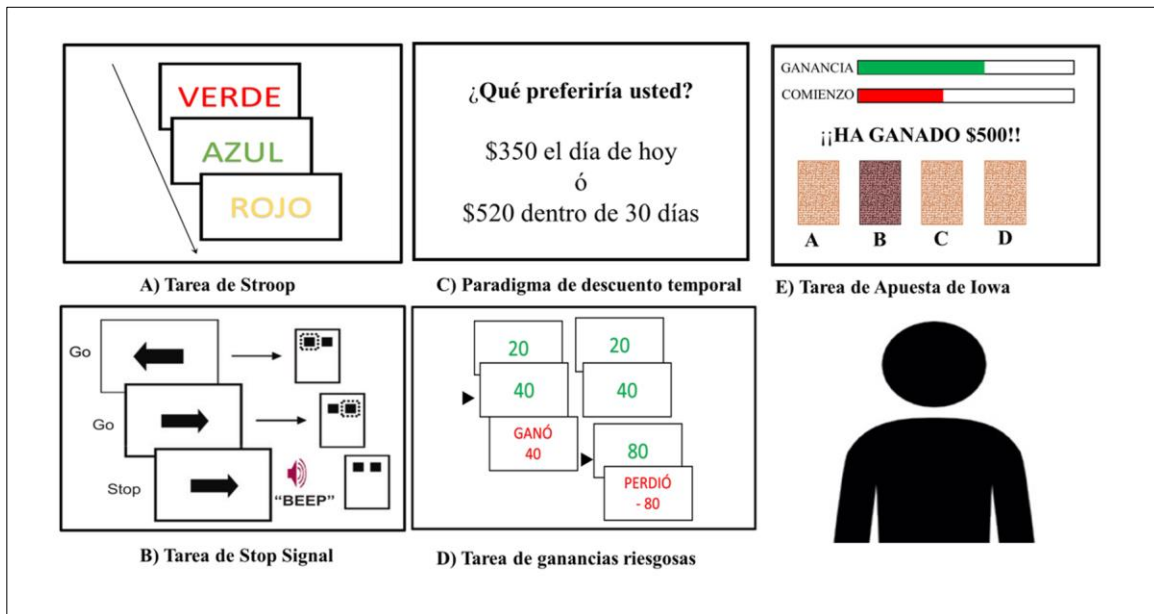 VERDE
AZUL
ROJO
A) Tarea de Stroop
¿Qué preferiría usted?
$350 el día de hoy
ó
$520 dentro de 30 días
C) Paradigma de descuento temporal
GANANCIA
COMIENZO
¡¡HA GANADO $500!!
A B C D
E) Tarea de Apuesta de Iowa
Go
Go
Stop
“BEEP”
B) Tarea de Stop Signal
20 20
40 40
GANÓ
40
80
PERDIÓ
- 80
D) Tarea de ganancias riesgosas